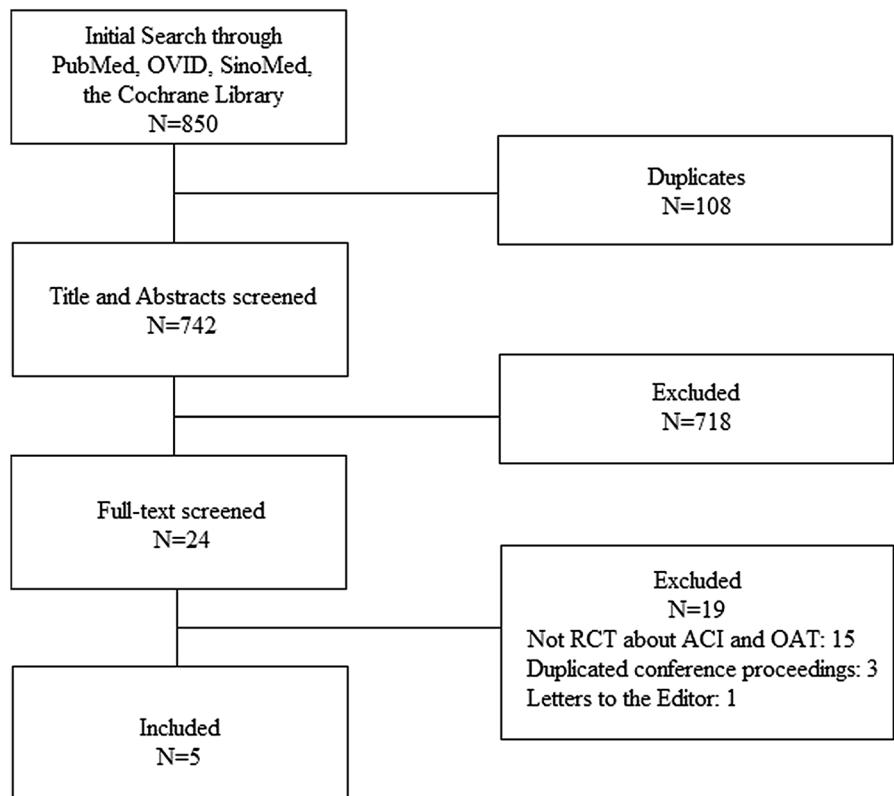 Initial Search through
PubMed, OVID, SinoMed,
the Cochrane Library
N=850
Duplicates
N=108
Title and Abstracts screened
N=742
Excluded
N=718
Full-text screened
N=24
Excluded
N=19
Not RCT about ACI and OAT: 15
Duplicated conference proceedings: 3
Letters to the Editor: 1
Included
N=5